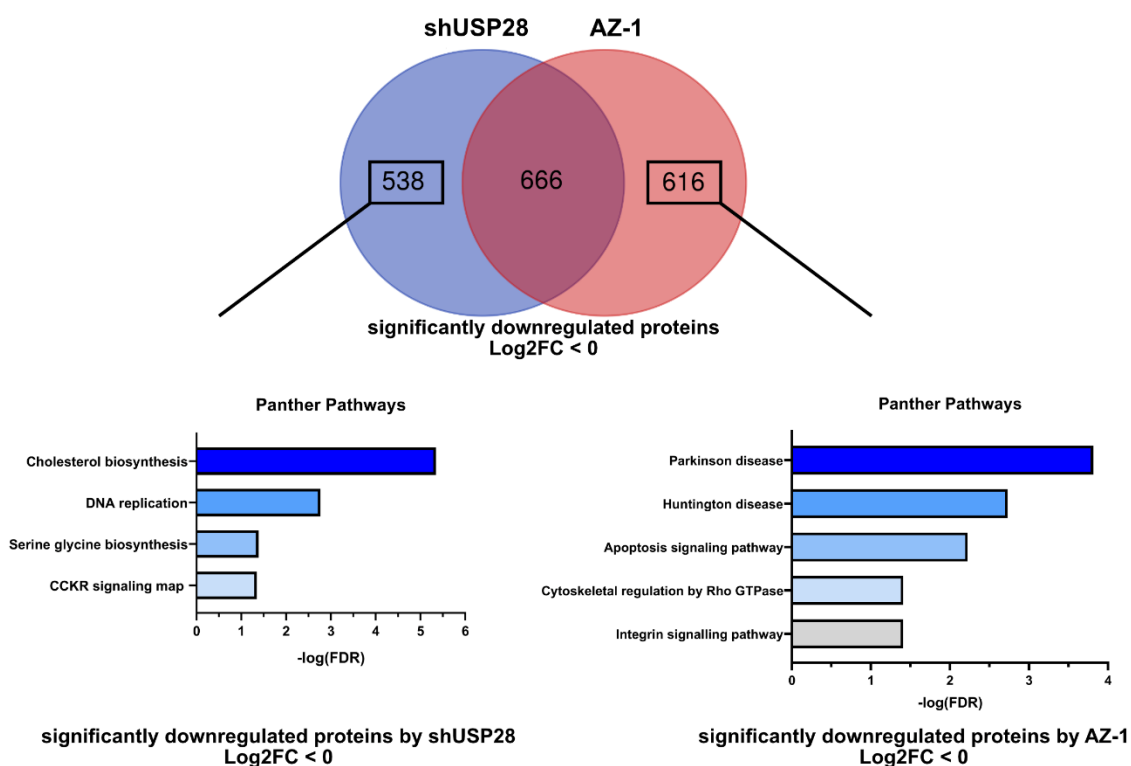 shUSP28 AZ-1
538 666 616
significantly downregulated proteins
Log2FC < 0
Panther Pathways
Cholesterol biosynthesis
DNA replication
Serine glycine biosynthesis
CCKR signaling map
0 1 2 3 4 5 6
-log(FDR)
significantly downregulated proteins by shUSP28
Log2FC < 0
Panther Pathways
Parkinson disease
Huntington disease
Apoptosis signaling pathway
Cytoskeletal regulation by Rho GTPase
Integrin signalling pathway
0 1 2 3 4
-log(FDR)
significantly downregulated proteins by AZ-1
Log2FC < 0